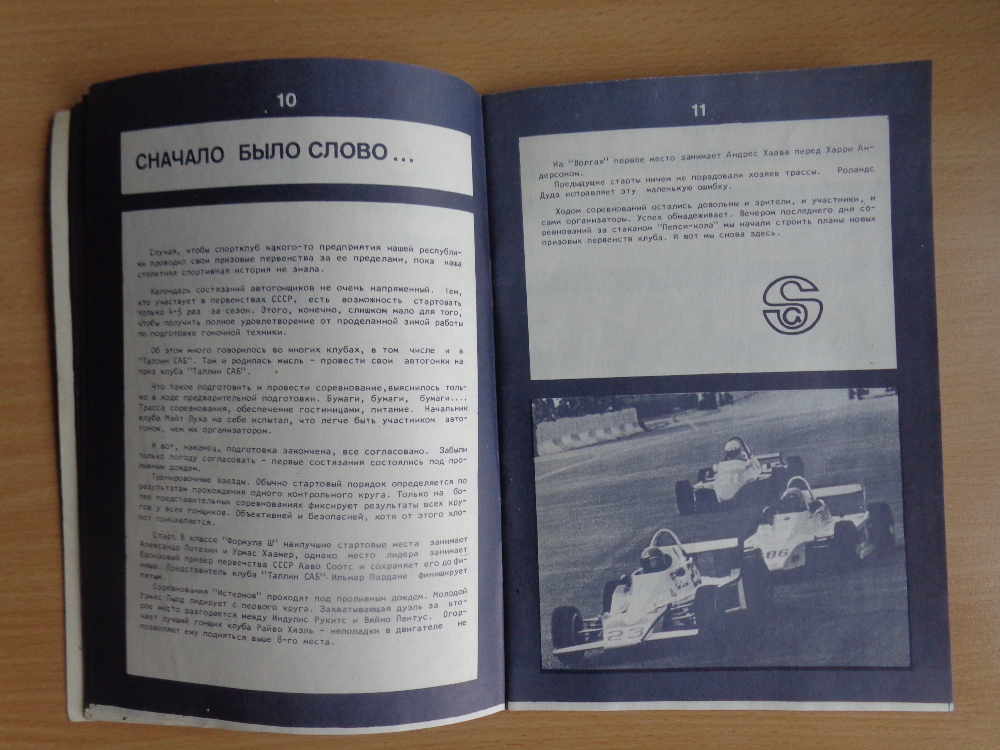 10
СНАЧАЛО БЫЛО СЛОВО...
Случая, чтобы спортклуб какого-то предприятия нашей республи-
ки проводил свои призовые первенства за ее пределами, пока наша
столетняя спортивная история не знала.
Календарь состязаний автогонщиков не очень напряженный. Тем,
кто участвует в первенствах СССР, есть возможность стартовать
только 4-5 раз за сезон. Этого, конечно, слишком мало для того,
чтобы получить полное удовлетворение от проделанной зимой работы
по подготовке гоночной техники.
Об этом много говорилось во многих клубах, в том числе и в
"Таллин САБ". Там и родилась мысль - провести свои автогонки на
приз клуба "Таллин САБ".
Что такое подготовить и провести соревнование, выяснилось толь-
ко в ходе предварительной подготовки. Бумаги, бумаги, бумаги....
Трасса соревнования, обеспечение гостиницами, питание. Начальник
клуба Майт Луха на себе испытал, что легче быть участником авто-
гонок, чем их организатором.
И вот, наконец, подготовка закончена, все согласовано. Забыли
только погоду согласовать - первые состязания состоялись под про-
ливным дождем.
Тренировочные заезды. Обычно стартовый порядок определяется по
результатам прохождения одного контрольного круга. Только на бо-
лее представительных соревнованиях фиксируют результаты всех кру-
гов у всех гонщиков. Объективней и безопасней, хотя от этого хло-
пот прибавляется.
Старт. В классе "Формула Ш" наилучшие стартовые места занимают
Александр Потехин и Урмас Хаамер, однако место лидера занимает
бронзовый призер первенства СССР Ааво Соотс и сохраняет его до фи-
ниша. Представитель клуба "Таллин САБ" Ильмар Пардане финиширует
пятым.
Соревнования "Истернов" проходят под проливным дождем. Молодой
Урмас Пылд лидирует с первого круга. Захватывающая дуэль за вто-
рое место разгорается между Индулис Рукитс и Вяйно Пентус. Огор-
чает лучший гонщик клуба Райво Хязль - неполадки в двигателе не
позволяют ему подняться выше 8-го места.
11
На "Волгах" первое место занимает Андрес Хаава перед Харри Ан-
дерсоном.
Предыдущие старты ничем не порадовали хозяев трассы. Роландс
Дуда исправляет эту маленькую ошибку.
Ходом соревнований остались довольны и зрители, и участники, и
сами организаторы. Успех обнадеживает. Вечером последнего дня со-
ревнований за стаканом "Пепси-кола" мы начали строить планы новых
призовых первенств клуба. И вот мы снова здесь.
86
23